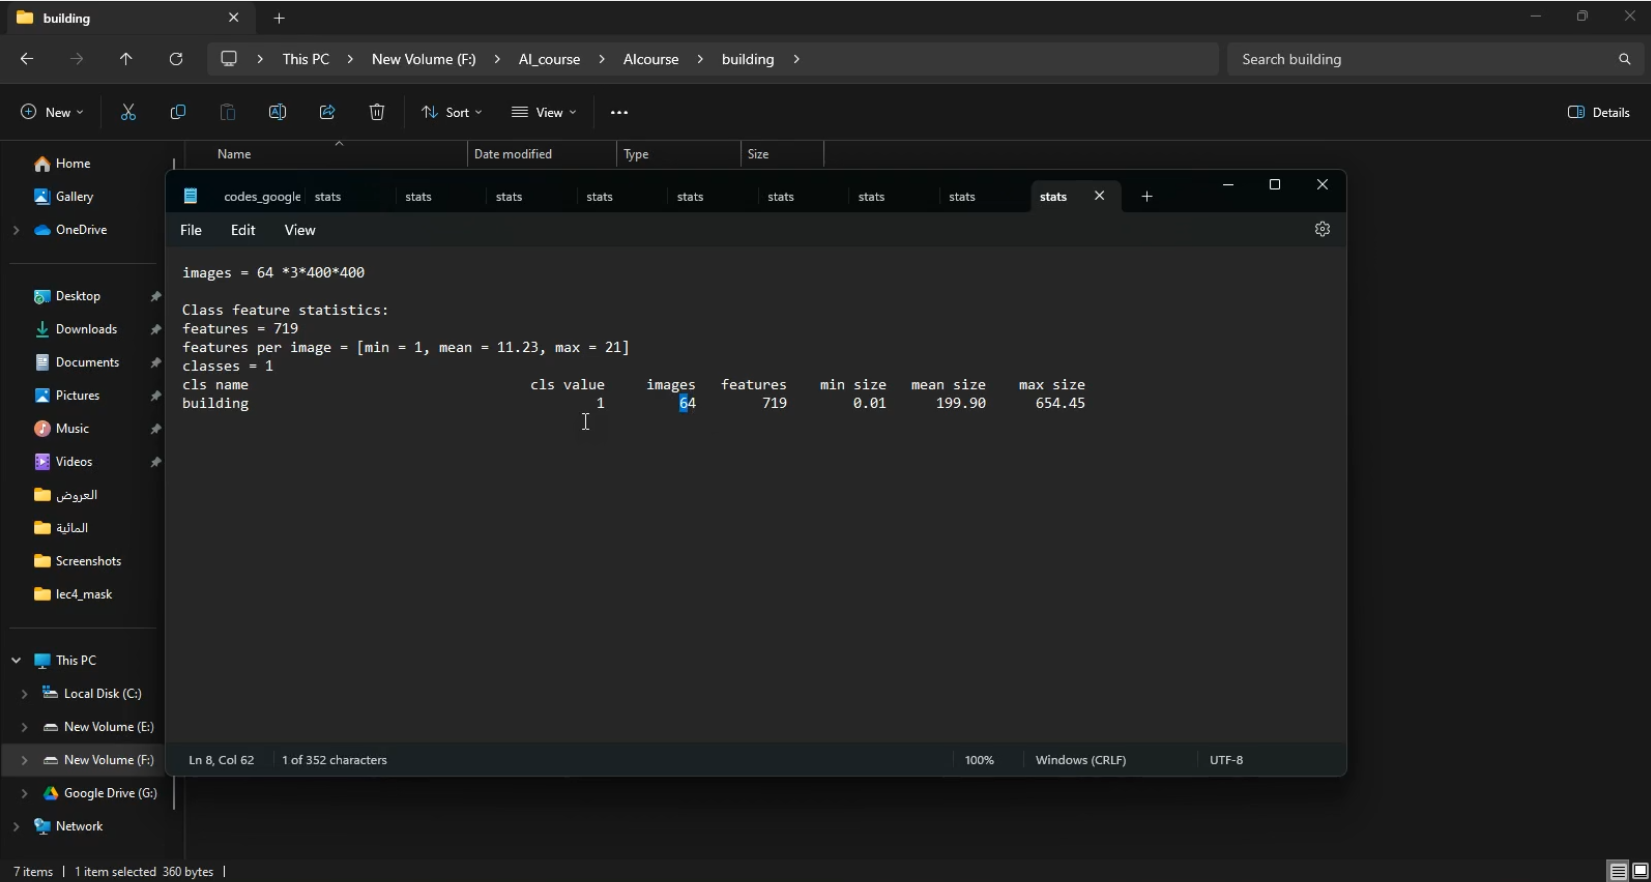 building
This PC > New Volume (F:) > AI_course > AIcourse > building >
Search building
New
Sort
View
Details
Name
Date modified
Type
Size
Home
Gallery
OneDrive
Desktop
Downloads
Documents
Pictures
Music
Videos
العروض
المائية
Screenshots
lec4_mask
This PC
Local Disk (C:)
New Volume (E:)
New Volume (F:)
Google Drive (G:)
Network
codes_google stats stats stats stats stats stats stats stats stats
File Edit View
images = 64 *3*400*400
Class feature statistics:
features = 719
features per image = [min = 1, mean = 11.23, max = 21]
classes = 1
cls name cls value images features min size mean size max size
building 1 64 719 0.01 199.90 654.45
Ln 8, Col 62 1 of 352 characters 100% Windows (CRLF) UTF-8
7 items 1 item selected 360 bytes